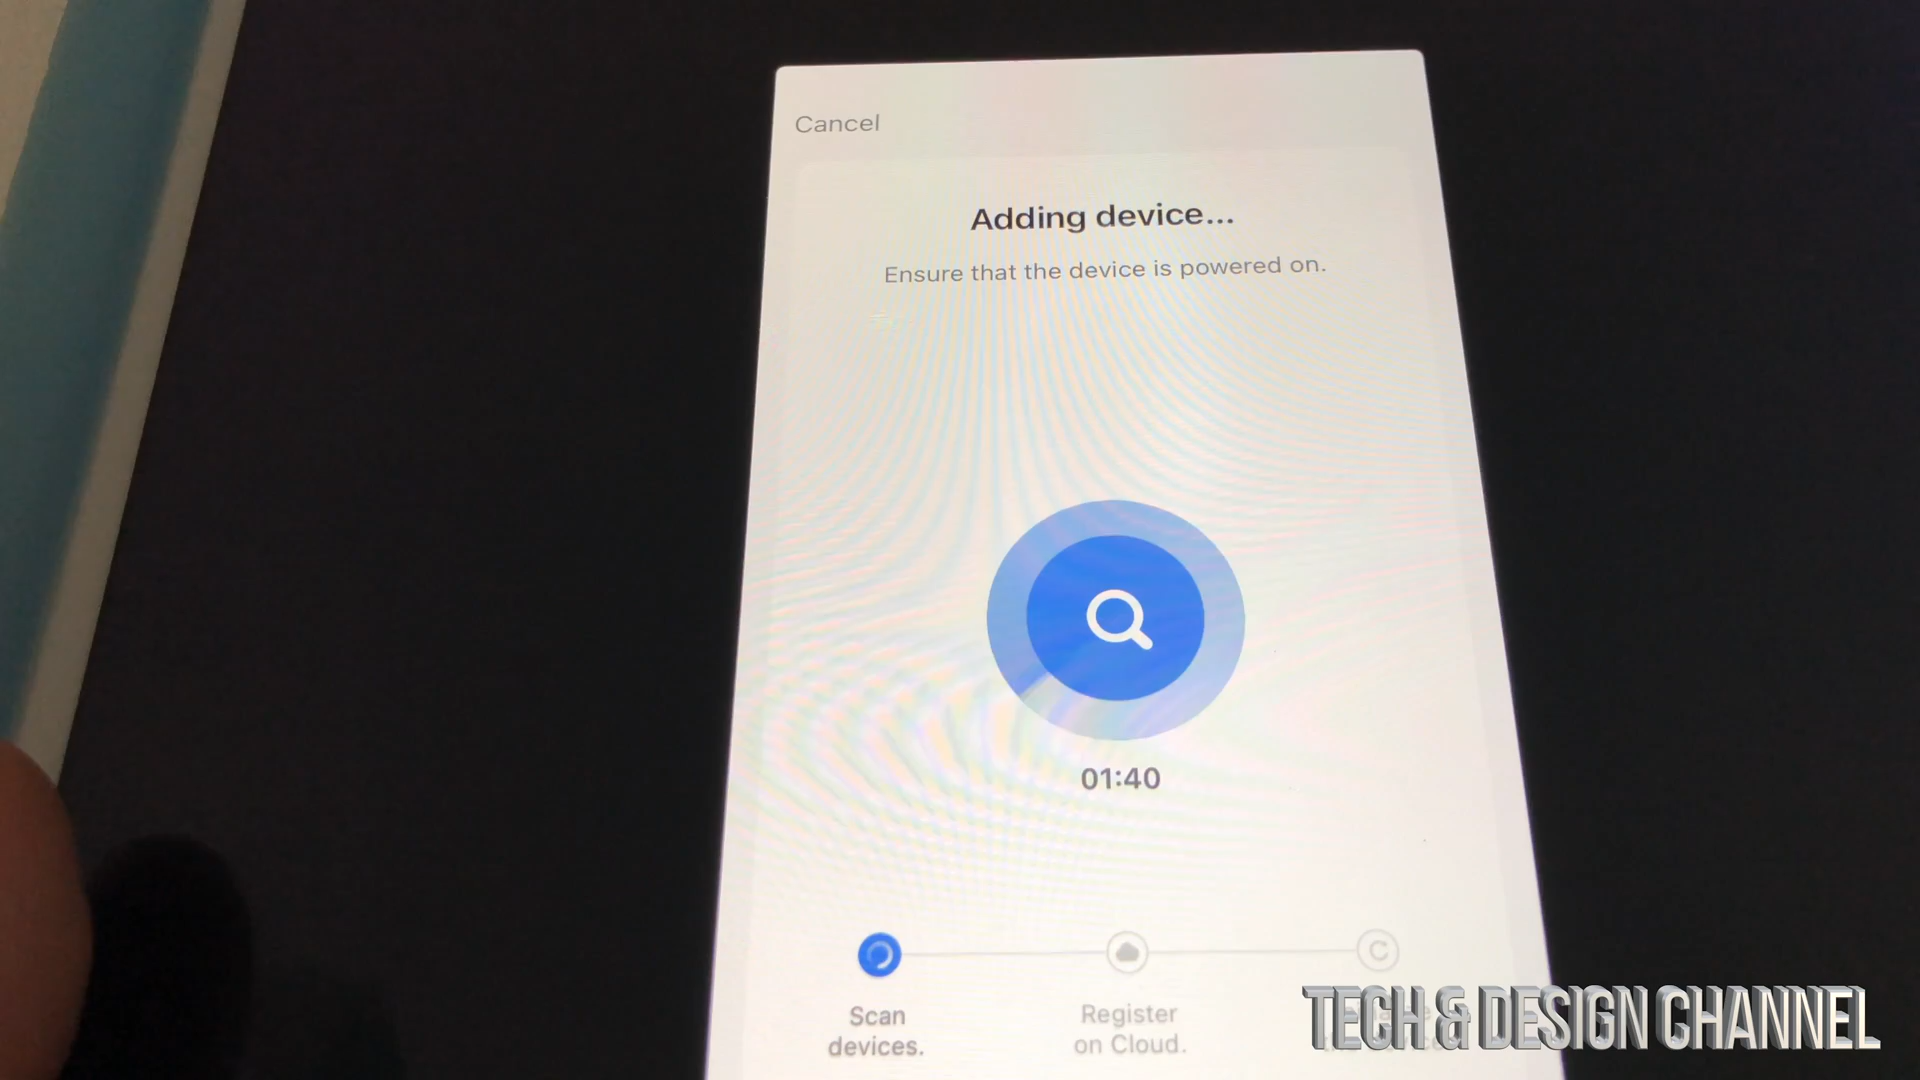 Cancel
Adding device...
Ensure that the device is powered on.
01:40
Scan
devices.
Register
on Cloud.
TECH & DESIGN CHANNEL